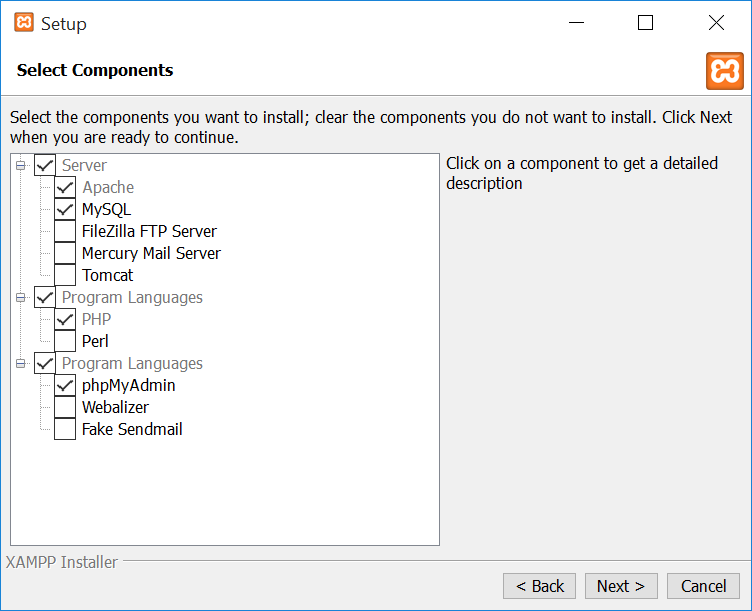 Setup
Select Components
Select the components you want to install; clear the components you do not want to install. Click Next
when you are ready to continue.
Server
Apache
MySQL
FileZilla FTP Server
Mercury Mail Server
Tomcat
Program Languages
PHP
Perl
Program Languages
phpMyAdmin
Webalizer
Fake Sendmail
Click on a component to get a detailed
description
XAMPP Installer
< Back
Next >
Cancel